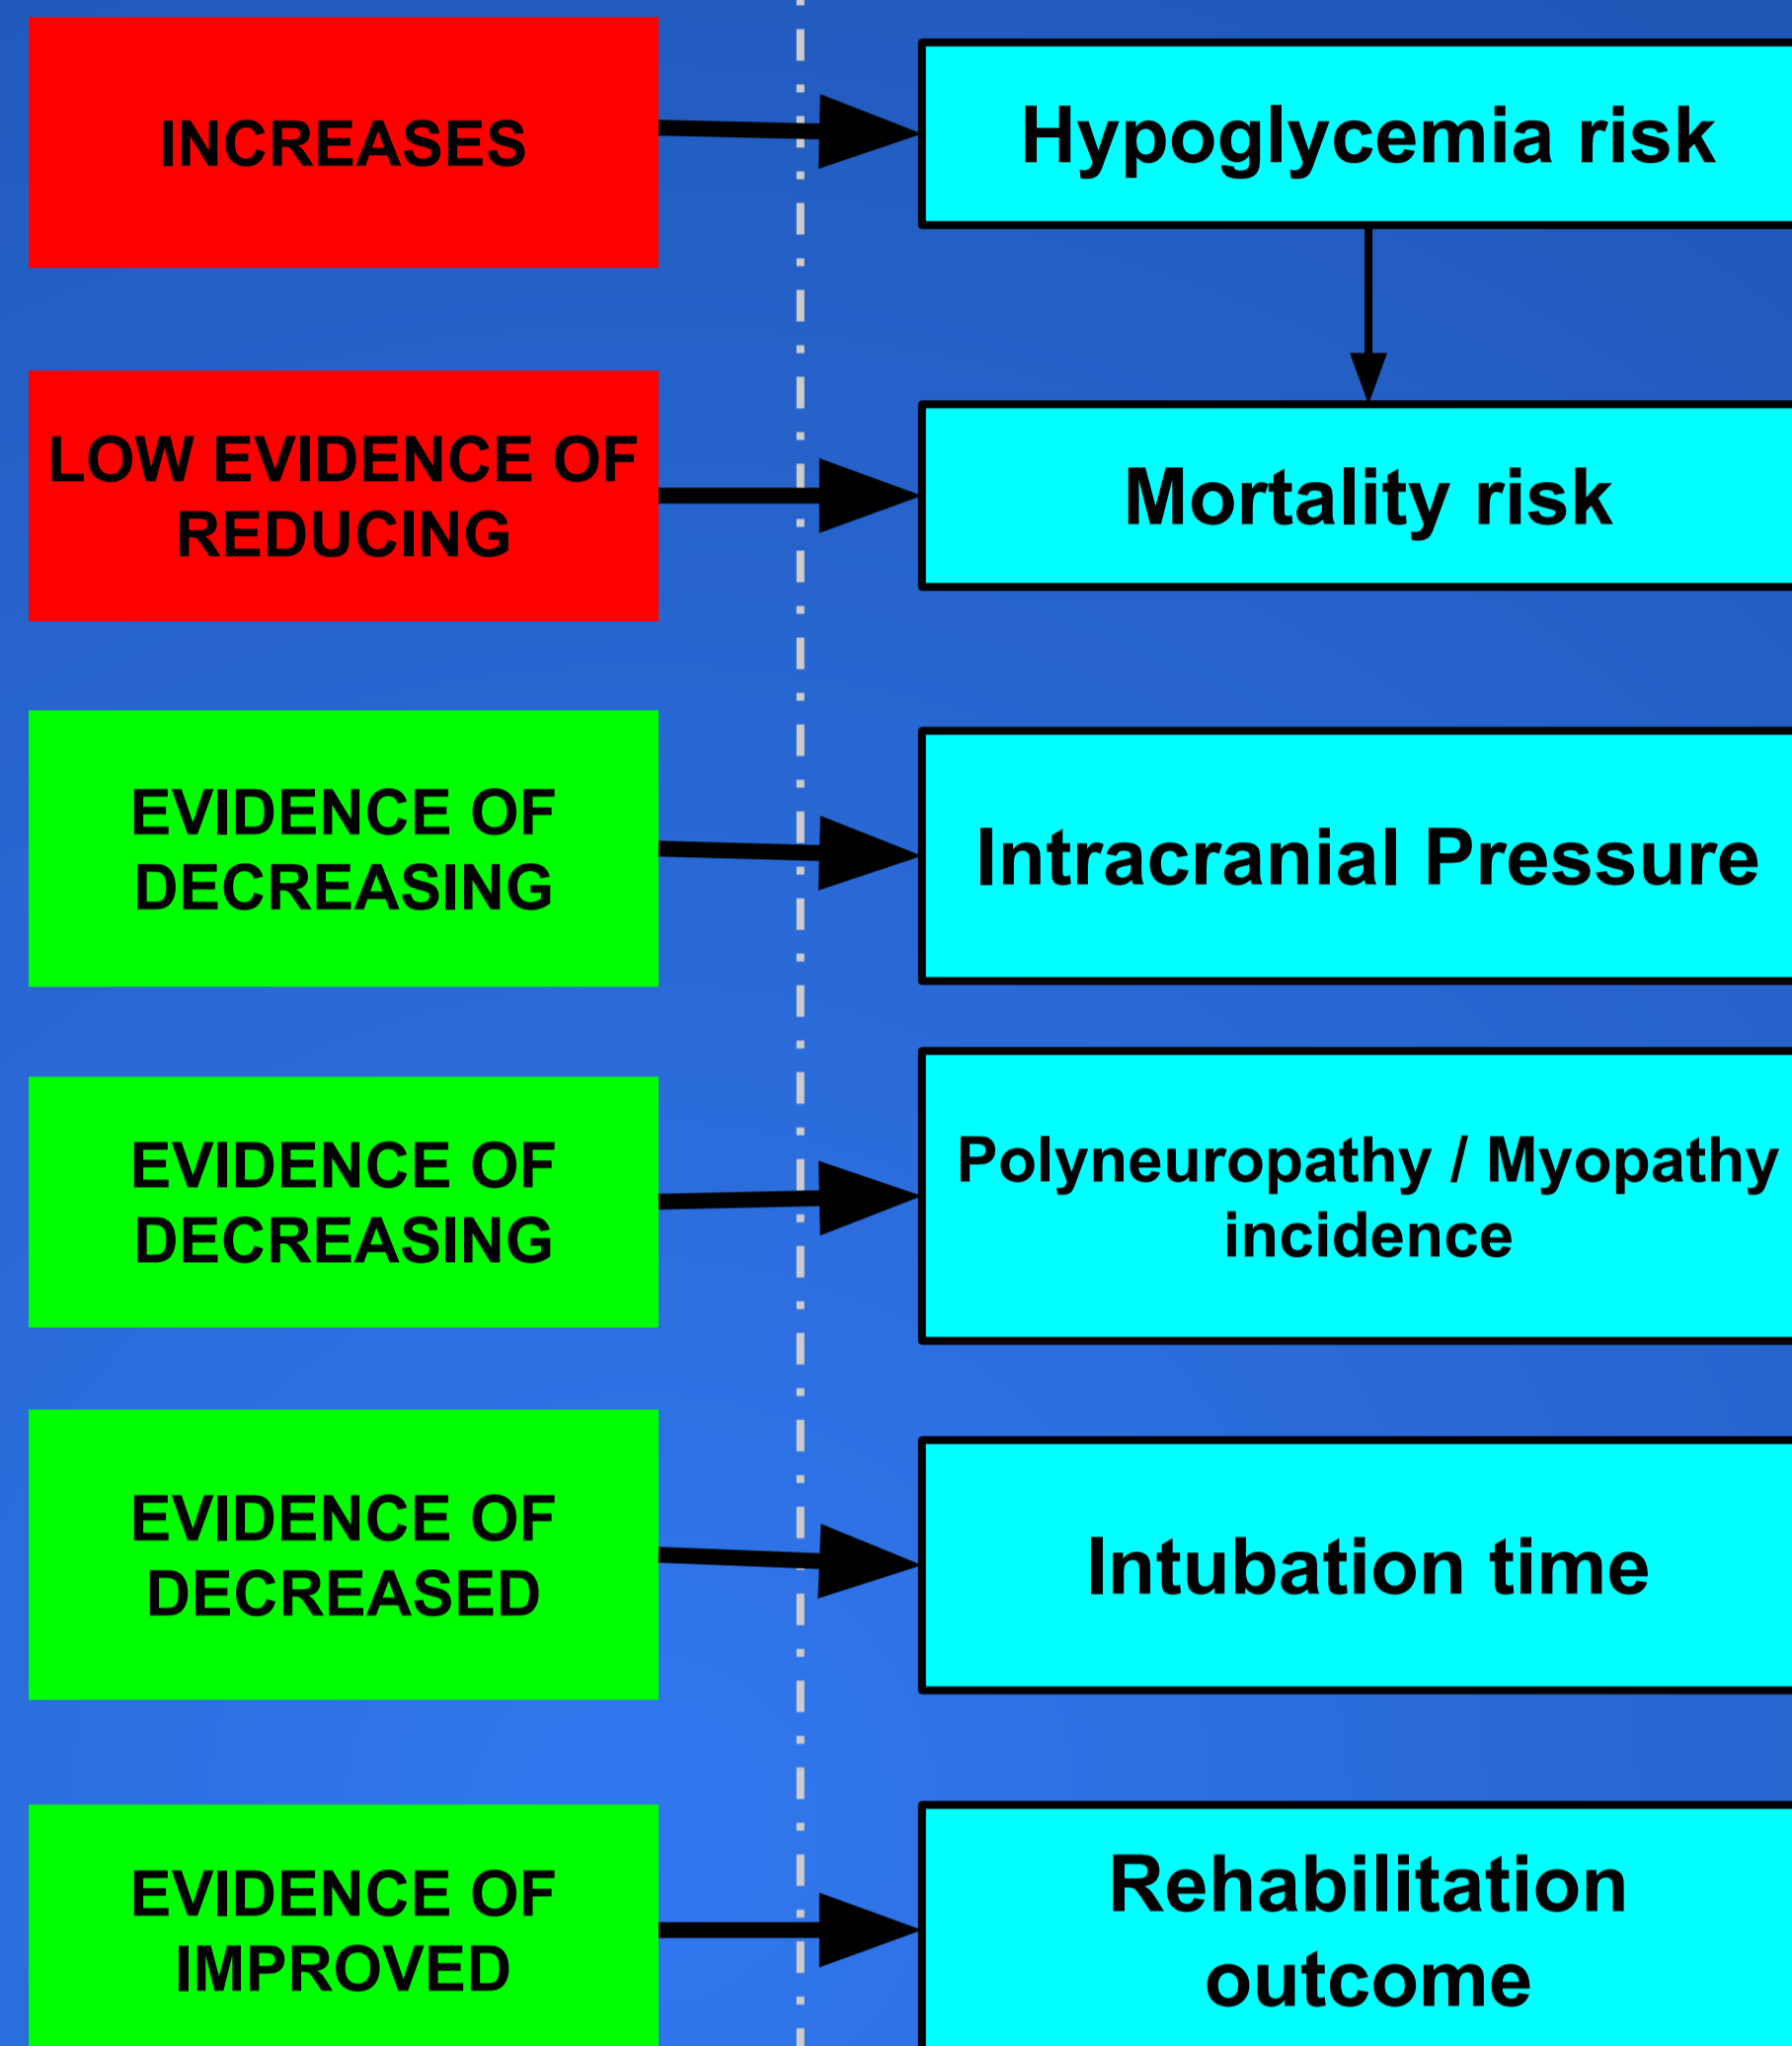 INCREASES
Hypoglycemia risk
LOW EVIDENCE OF
REDUCING
Mortality risk
EVIDENCE OF
DECREASING
Intracranial Pressure
EVIDENCE OF
DECREASING
Polyneuropathy / Myopathy
incidence
EVIDENCE OF
DECREASED
Intubation time
EVIDENCE OF
IMPROVED
Rehabilitation
outcome